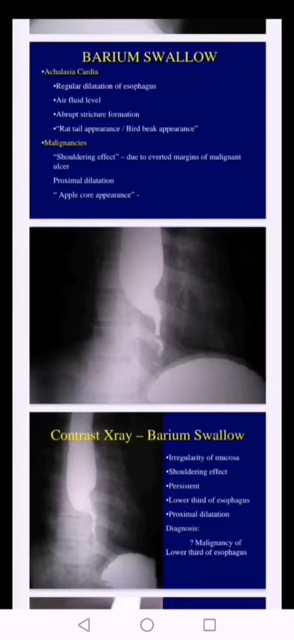 BARIUM SWALLOW
•Achalasia Cardia
•Regular dilatation of esophagus
•Air fluid level
•Abrupt stricture formation
•“Rat tail appearance / Bird beak appearance”
•Malignancies
“Shouldering effect” – due to everted margins of malignant
ulcer
Proximal dilatation
“ Apple core appearance” -
Contrast Xray – Barium Swallow
•Irregularity of mucosa
•Shouldering effect
•Persistent
•Lower third of esophagus
•Proximal dilatation
Diagnosis:
? Malignancy of
Lower third of esophagus